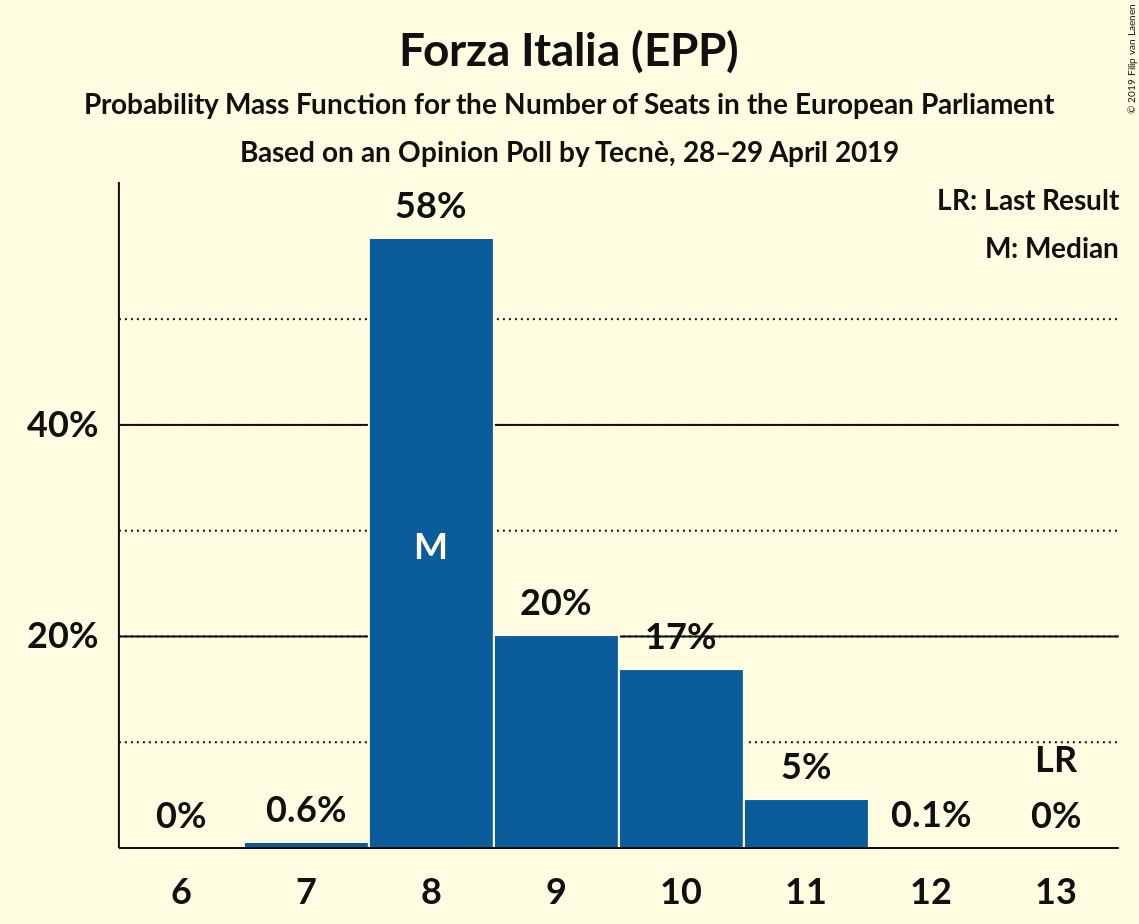 Forza Italia (EPP)
Probability Mass Function for the Number of Seats in the European Parliament
Based on an Opinion Poll by Tecnè, 28–29 April 2019
© 2019 Filip van Laenen
LR: Last Result
M: Median
58%
40%
M
20%
20%
17%
LR
5%
0%
0.6%
0.1%
0%
6 7 8 9 10 11 12 13